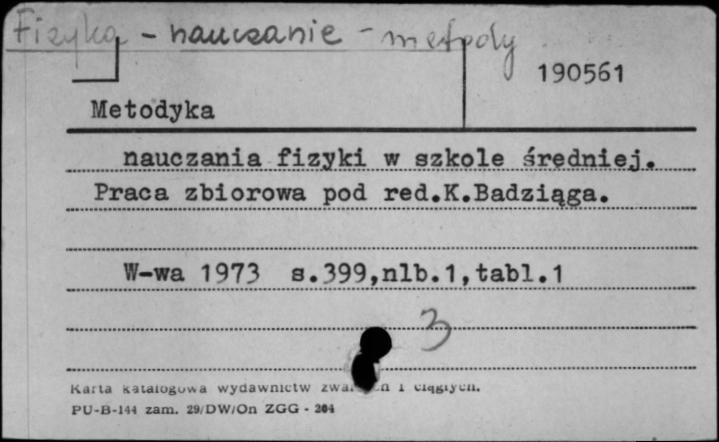 Fizyka - nauczanie - metody
190561
Metodyka
nauczania fizyki w szkole średniej.
Praca zbiorowa pod red.K.Badziąga.
W-wa 1973 s.399,nlb.1,tabl.1
3
Karta katalogowa wydawnictw i ciągłych.
PU-B-144 zam. 29/DW/On ZGG - 204